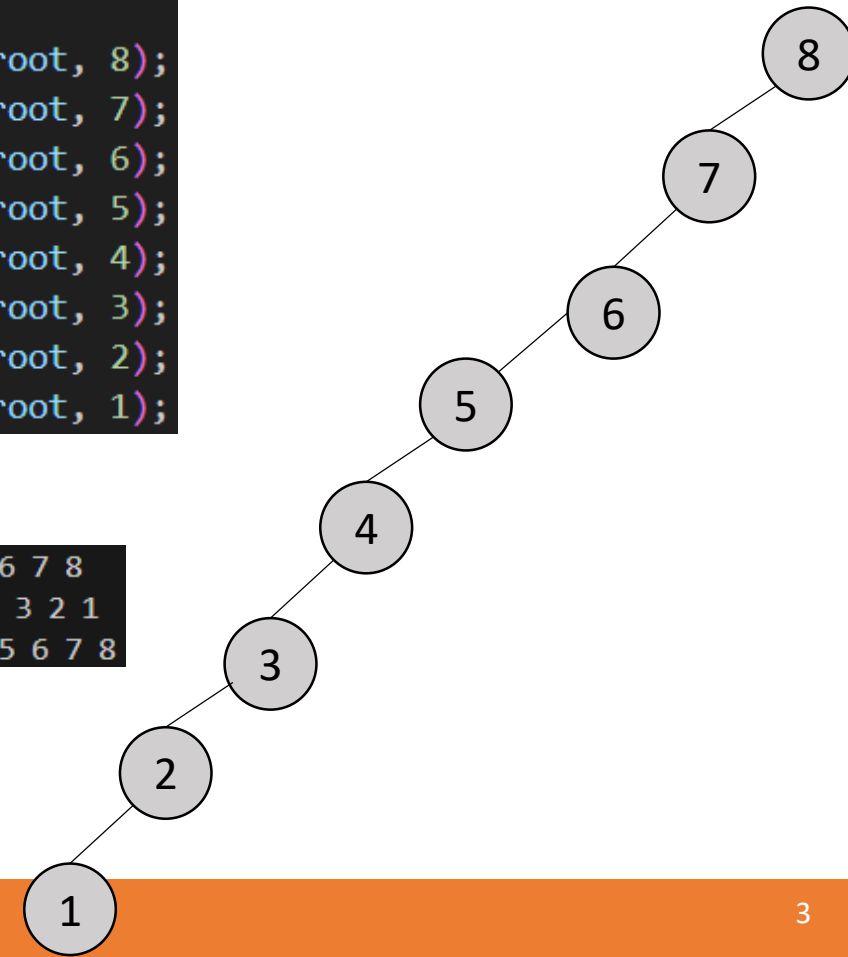 root, 8);
root, 7);
root, 6);
root, 5);
root, 4);
root, 3);
root, 2);
root, 1);
6 7 8
3 2 1
5 6 7 8
8
7
6
5
4
3
2
1
3